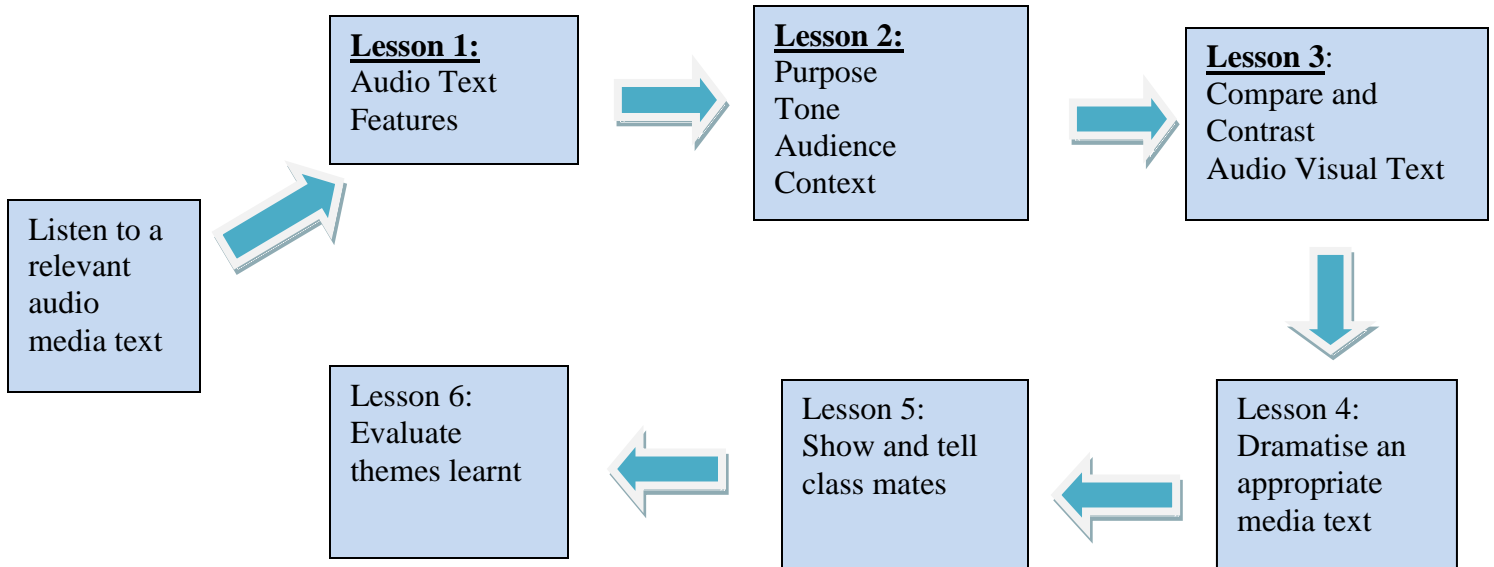 Listen to a
relevant
audio
media text
Lesson 1:
Audio Text
Features
Lesson 2:
Purpose
Tone
Audience
Context
Lesson 3:
Compare and
Contrast
Audio Visual Text
Lesson 4:
Dramatise an
appropriate
media text
Lesson 5:
Show and tell
class mates
Lesson 6:
Evaluate
themes learnt